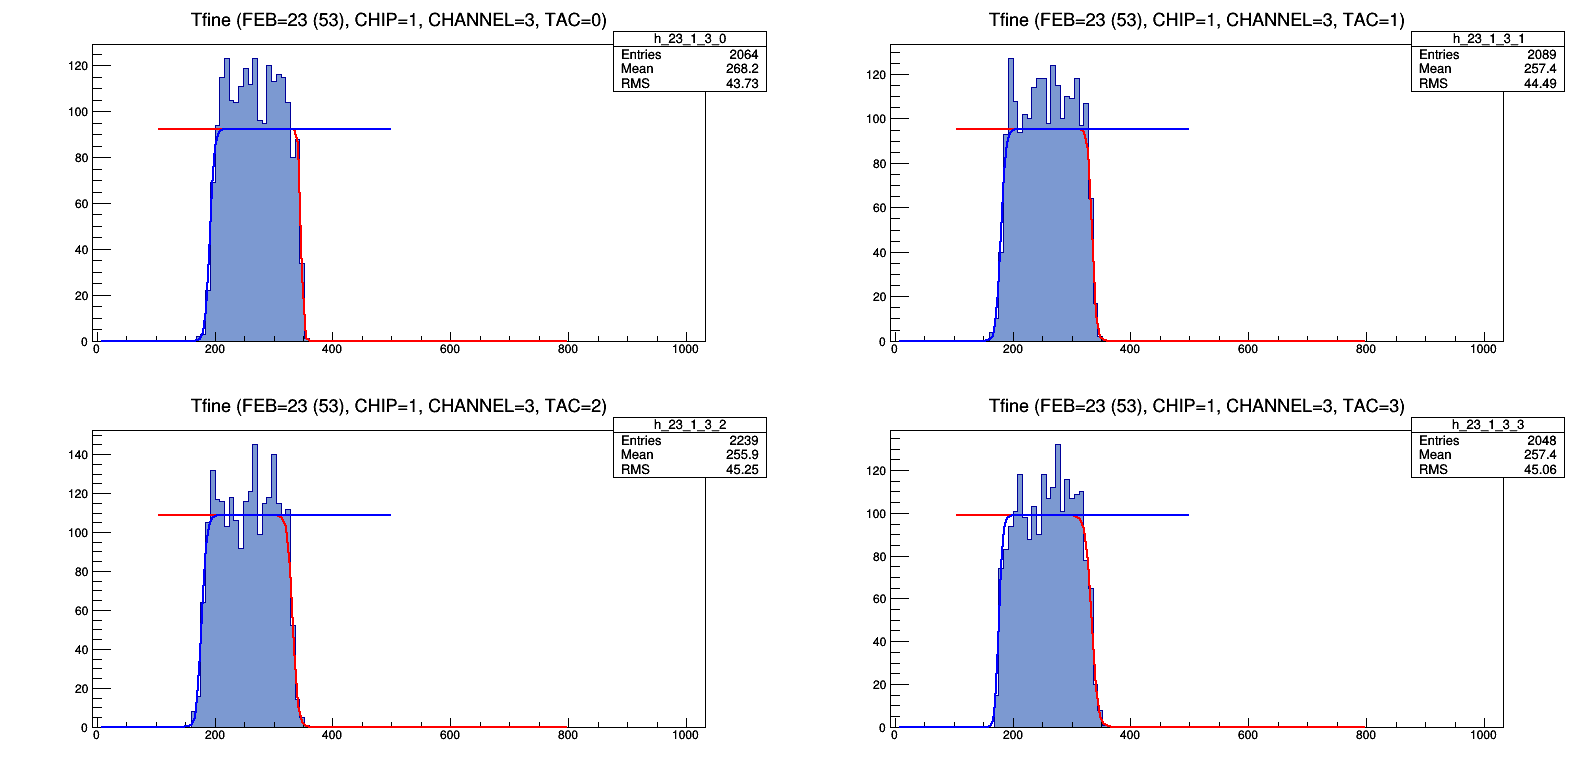 Tfine (FEB=23 (53), CHIP=1, CHANNEL=3, TAC=0)
h_23_1_3_0
Entries 2064
Mean 268.2
RMS 43.73
120
100
80
60
40
20
0
0 200 400 600 800 1000
Tfine (FEB=23 (53), CHIP=1, CHANNEL=3, TAC=1)
h_23_1_3_1
Entries 2089
Mean 257.4
RMS 44.49
120
100
80
60
40
20
0
0 200 400 600 800 1000
Tfine (FEB=23 (53), CHIP=1, CHANNEL=3, TAC=2)
h_23_1_3_2
Entries 2239
Mean 255.9
RMS 45.25
140
120
100
80
60
40
20
0
0 200 400 600 800 1000
Tfine (FEB=23 (53), CHIP=1, CHANNEL=3, TAC=3)
h_23_1_3_3
Entries 2048
Mean 257.4
RMS 45.06
120
100
80
60
40
20
0
0 200 400 600 800 1000